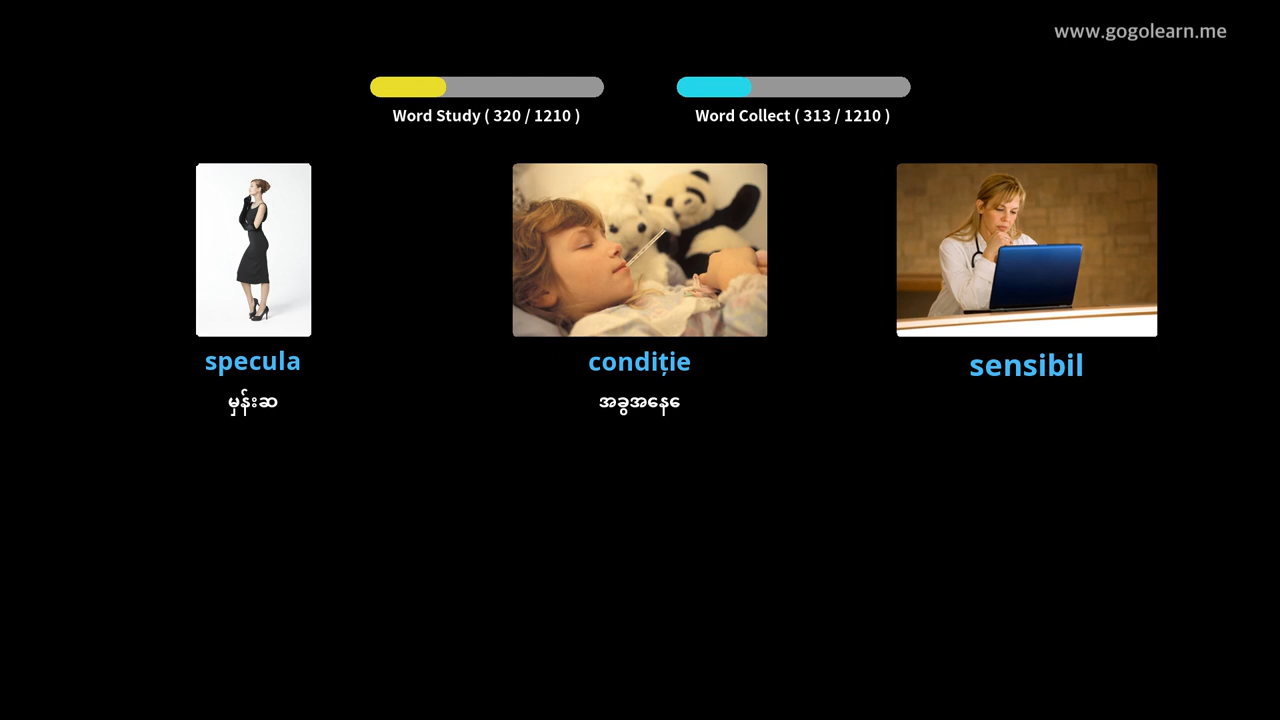 www.gogolearn.me
Word Study ( 320 / 1210 )
Word Collect ( 313 / 1210 )
specula
condiție
sensibil
မှန်းဆ
အခွအနေေ